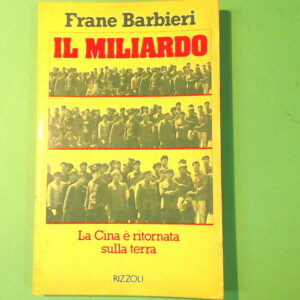 Frane Barbieri
IL MILIARDO
La Cina è ritornata
sulla terra
RIZZOLI